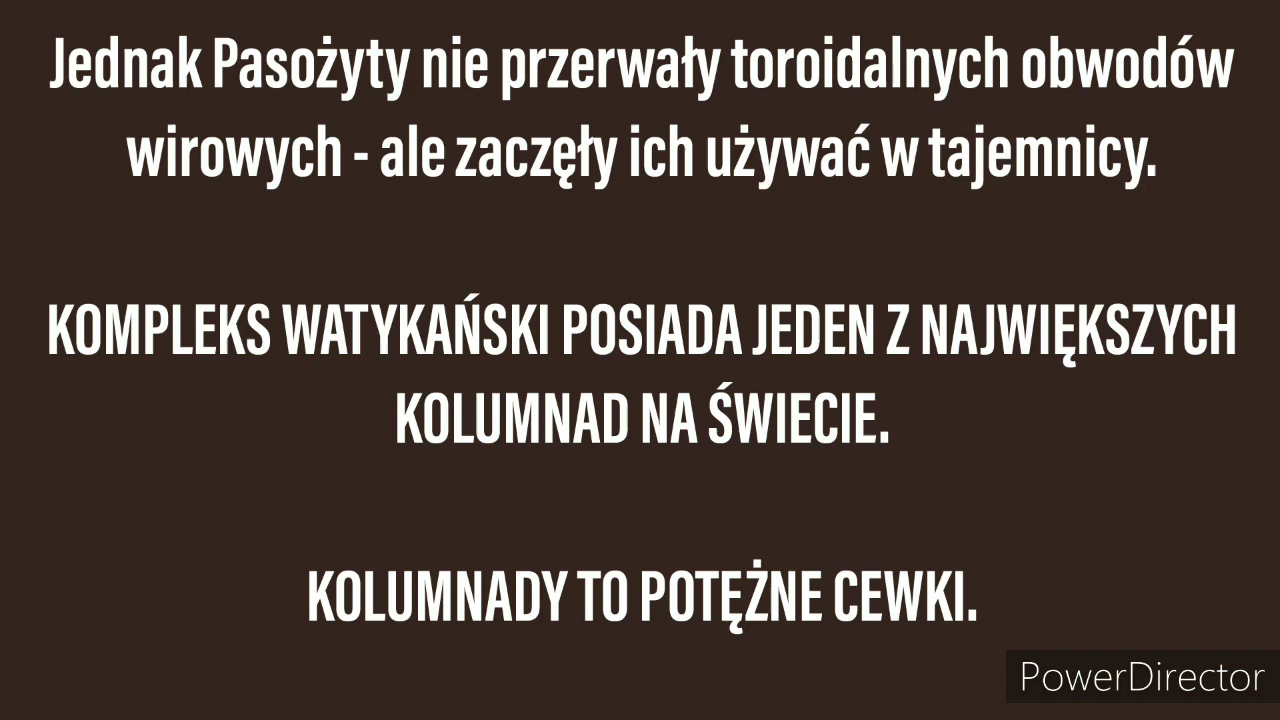 Jednak Pasożyty nie przerwały toroidalnych obwodów
wirowych - ale zaczęły ich używać w tajemnicy.
KOMPLEKS WATYKAŃSKI POSIADA JEDEN Z NAJWIĘKSZYCH
KOLUMNAD NA ŚWIECIE.
KOLUMNADY TO POTĘŻNE CEWKI.
PowerDirector